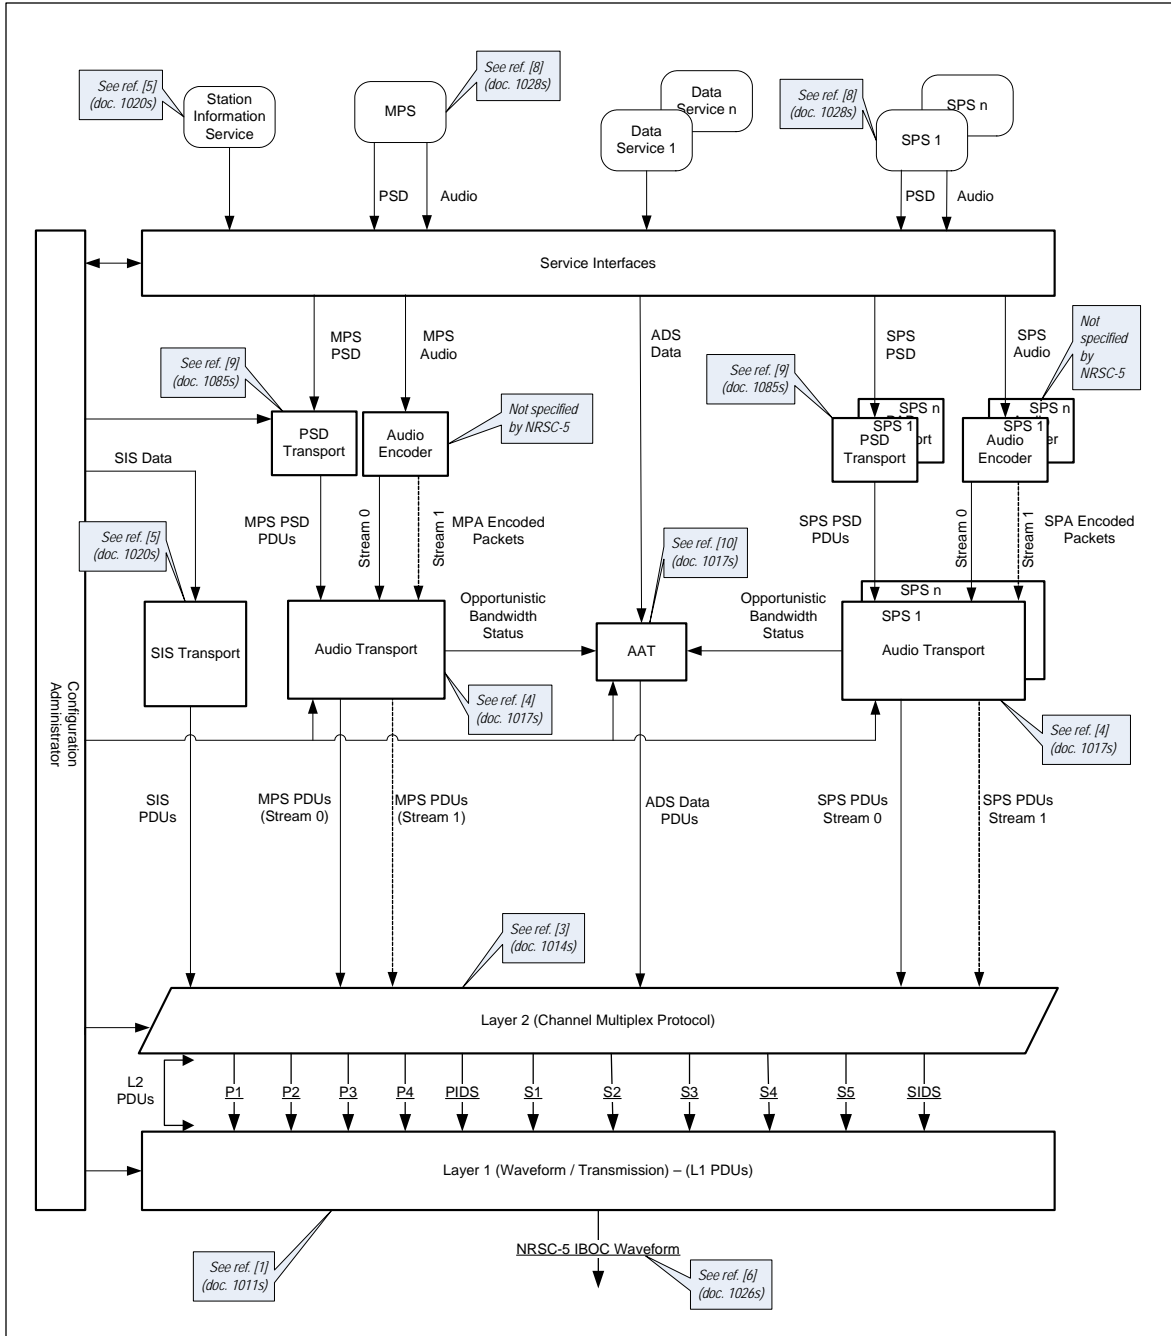 See ref. [5]
(doc. 1020s)
Station
Information
Service
MPS
See ref. [8]
(doc. 1028s)
Data
Service n
Data
Service 1
See ref. [8]
(doc. 1028s)
SPS n
SPS 1
PSD
Audio
PSD
Audio
Service Interfaces
MPS
PSD
MPS
Audio
ADS
Data
SPS
PSD
SPS
Audio
Not
specified
by
NRSC-5
See ref. [9]
(doc. 1085s)
Not specified
by NRSC-5
See ref. [9]
(doc. 1085s)
PSD
Transport
Audio
Encoder
SPS n
SPS 1
PSD
Transport
SPS n
SPS 1
Audio
Encoder
SIS Data
MPS PSD
PDUs
Stream 0
Stream 1
MPA Encoded
Packets
SPS PSD
PDUs
Stream 0
Stream 1
SPA Encoded
Packets
See ref. [5]
(doc. 1020s)
See ref. [10]
(doc. 1017s)
SIS Transport
Audio Transport
Opportunistic
Bandwidth
Status
AAT
Opportunistic
Bandwidth
Status
SPS n
SPS 1
Audio Transport
See ref. [4]
(doc. 1017s)
See ref. [4]
(doc. 1017s)
Configuration
Administrator
SIS
PDUs
MPS PDUs
(Stream 0)
MPS PDUs
(Stream 1)
ADS Data
PDUs
SPS PDUs
Stream 0
SPS PDUs
Stream 1
See ref. [3]
(doc. 1014s)
Layer 2 (Channel Multiplex Protocol)
L2
PDUs
P1 P2 P3 P4 PIDS S1 S2 S3 S4 S5 SIDS
Layer 1 (Waveform / Transmission) – (L1 PDUs)
NRSC-5 IBOC Waveform
See ref. [1]
(doc. 1011s)
See ref. [6]
(doc. 1026s)